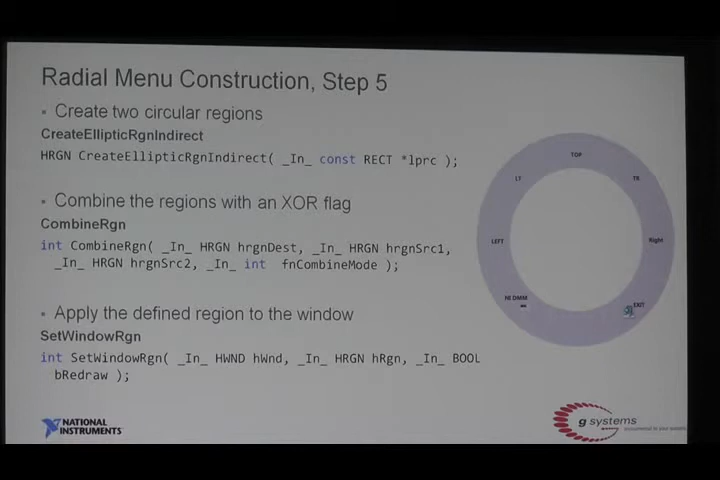 Radial Menu Construction, Step 5
▪ Create two circular regions
CreateEllipticRgnIndirect
HRGN CreateEllipticRgnIndirect( _In_ const RECT *lprc );
▪ Combine the regions with an XOR flag
CombineRgn
int CombineRgn( _In_ HRGN hrgnDest, _In_ HRGN hrgnSrc1,
_In_ HRGN hrgnSrc2, _In_ int fnCombineMode );
▪ Apply the defined region to the window
SetWindowRgn
int SetWindowRgn( _In_ HWND hWnd, _In_ HRGN hRgn, _In_ BOOL
bRedraw );
TOP
LT
TR
LEFT
Right
NI DMM
EXIT
NATIONAL
INSTRUMENTS
g systems